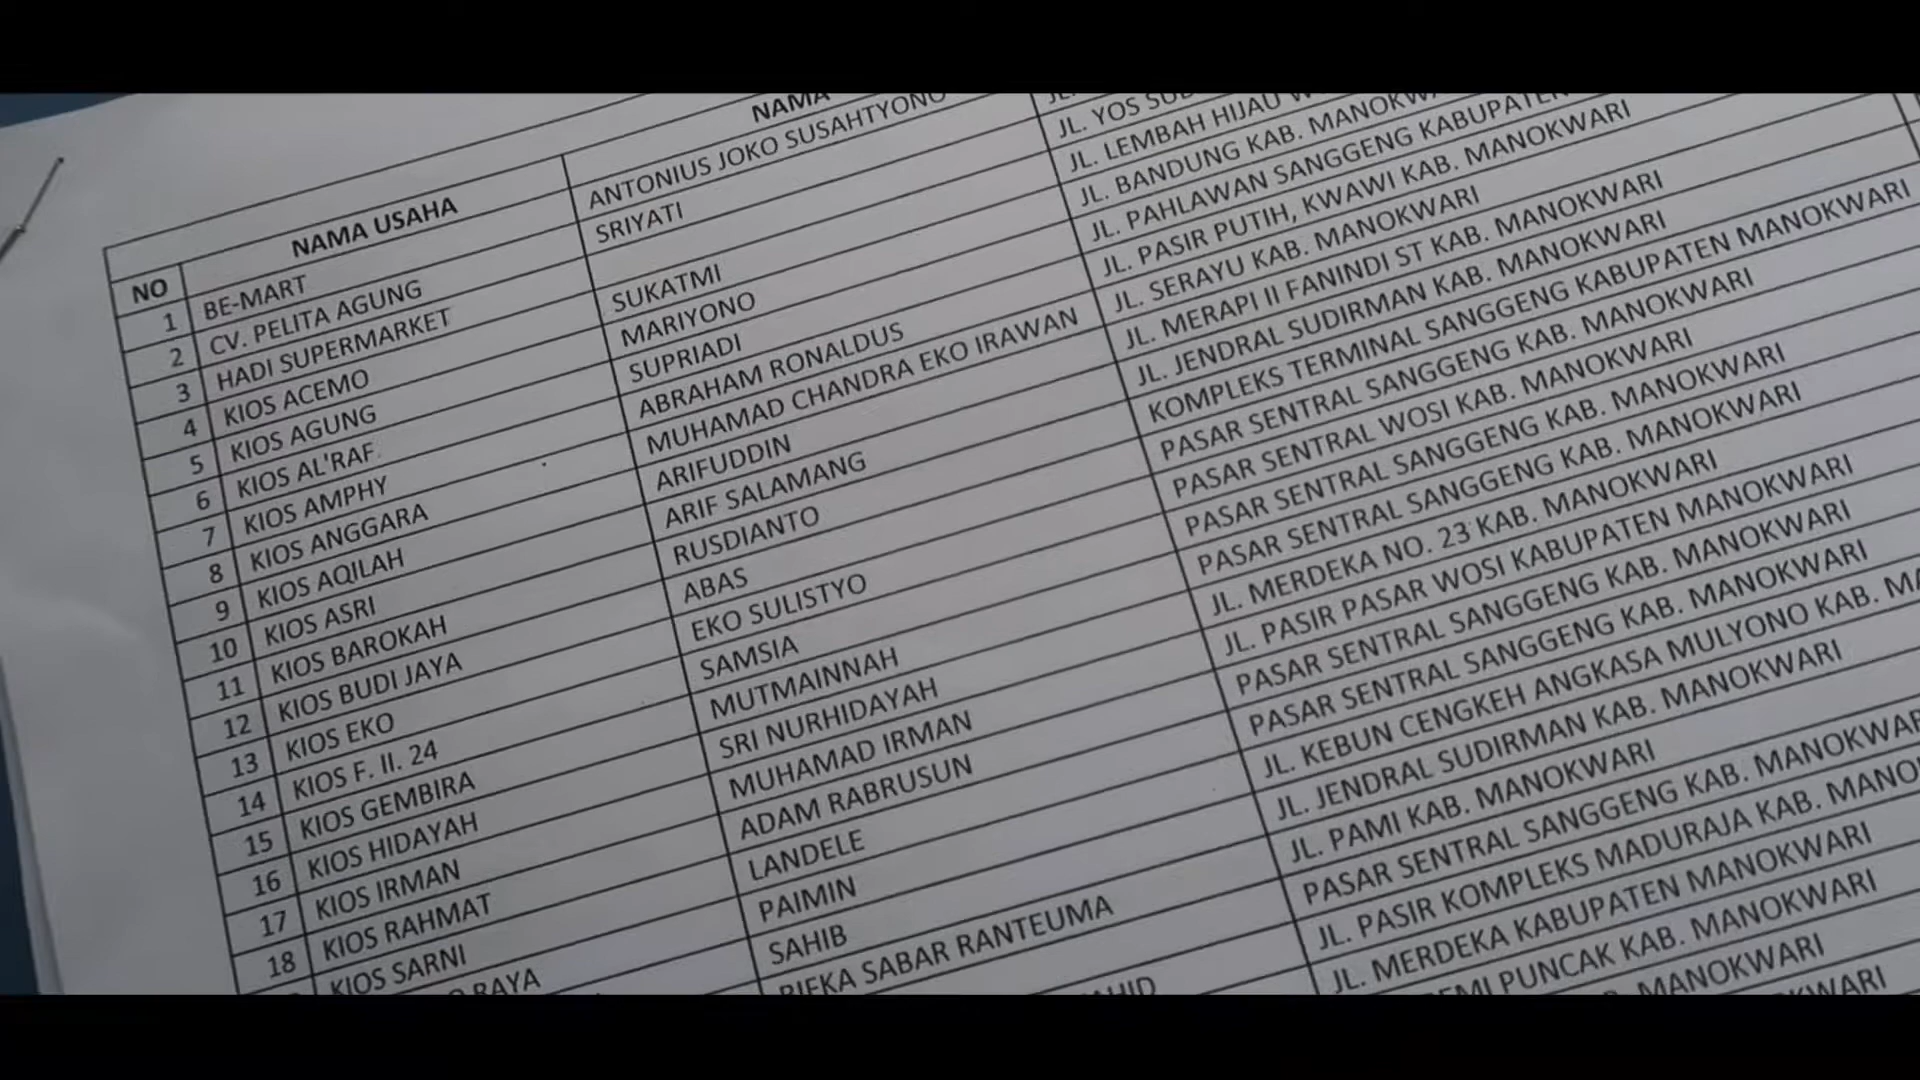 NO NAMA USAHA NAMA
1 BE-MART ANTONIUS JOKO SUSAHTYONO JL.
2 CV. PELITA AGUNG SRIYATI JL. YOS
3 HADI SUPERMARKET JL. LEMBAH HIJAU
4 KIOS ACEMO SUKATMI JL. BANDUNG KAB.
5 KIOS AGUNG MARIYONO JL. PAHLAWAN SANGGENG KABUPATEN
6 KIOS AL'RAF. SUPRIADI JL. PASIR PUTIH, KWAWI KAB. MANOKWARI
7 KIOS AMPHY ABRAHAM RONALDUS JL. SERAYU KAB. MANOKWARI
8 KIOS ANGGARA MUHAMAD CHANDRA EKO IRAWAN JL. MERAPI II FANINDI ST KAB. MANOKWARI
9 KIOS AQILAH ARIFUDDIN JL. JENDRAL SUDIRMAN KAB. MANOKWARI
10 KIOS ASRI ARIF SALAMANG KOMPLEKS TERMINAL SANGGENG KABUPATEN MANOKWARI
11 KIOS BAROKAH RUSDIANTO PASAR SENTRAL SANGGENG KAB. MANOKWARI
12 KIOS BUDI JAYA ABAS PASAR SENTRAL WOSI KAB. MANOKWARI
13 KIOS EKO EKO SULISTYO PASAR SENTRAL SANGGENG KAB. MANOKWARI
14 KIOS F. II. 24 SAMSIA PASAR SENTRAL SANGGENG KAB. MANOKWARI
15 KIOS GEMBIRA MUTMAINNAH JL. MERDEKA NO. 23 KAB. MANOKWARI
16 KIOS HIDAYAH SRI NURHIDAYAH JL. PASIR PASAR WOSI KABUPATEN MANOKWARI
17 KIOS IRMAN MUHAMAD IRMAN PASAR SENTRAL SANGGENG KAB. MANOKWARI
18 KIOS RAHMAT ADAM RABRUSUN PASAR SENTRAL SANGGENG KAB. MANOKWARI
KIOS SARNI LANDELE JL. KEBUN CENGKEH ANGKASA MULYONO KAB.
RAYA PAIMIN JL. JENDRAL SUDIRMAN KAB. MANOKWARI
SAHIB JL. PAMI KAB. MANOKWARI
SABAR RANTEUMA PASAR SENTRAL SANGGENG KAB. MANOKWAR
JL. PASIR KOMPLEKS MADURAJA KAB.
JL. MERDEKA KABUPATEN MANOKWARI
PUNCAK KAB. MANOKWARI
MANOKWARI